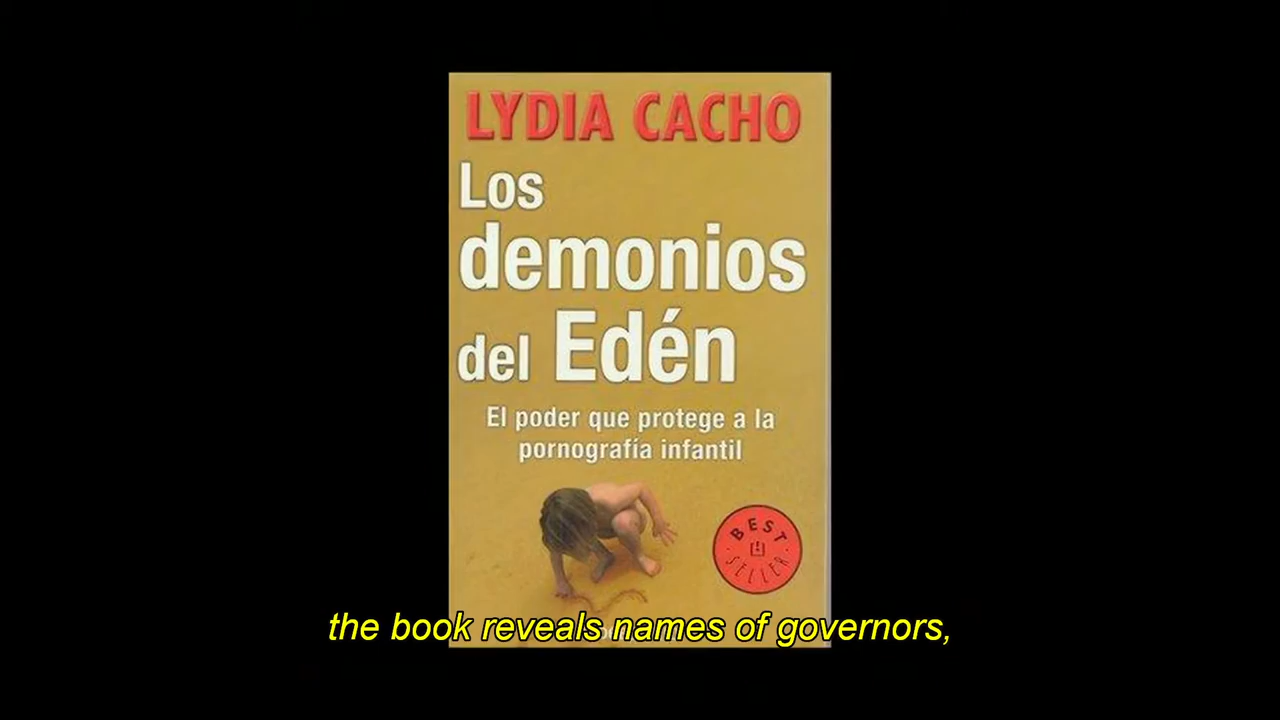 LYDIA CACHO
Los
demonios
del Edén
El poder que protege a la
pornografía infantil
BEST
SELLER
the book reveals names of governors,